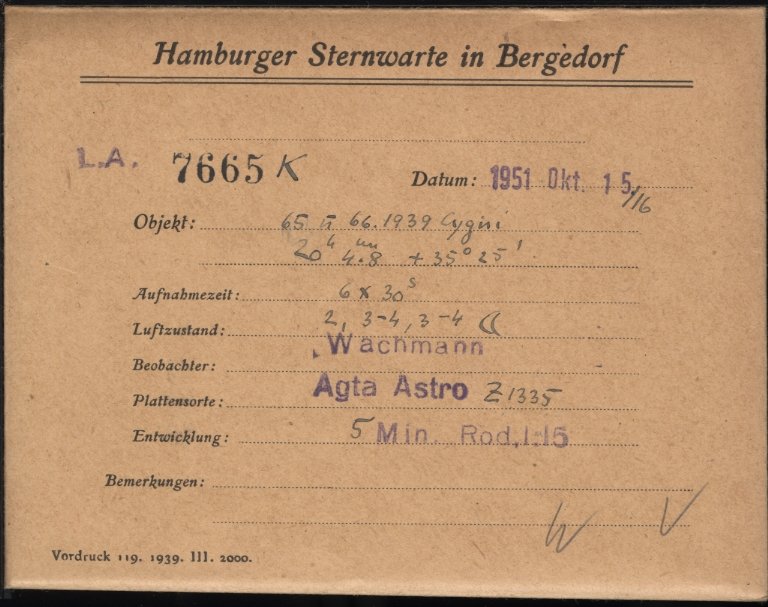 Hamburger Sternwarte in Bergedorf
L.A. 7665 K
Datum: 1951 Okt. 15./16
Objekt: 65 u 66.1939 Cygni
20ʰ 4.8ᵐ + 35° 25'
Aufnahmezeit: 6 x 30ˢ
Luftzustand: 2, 3-4, 3-4 ☾
Beobachter: Wachmann
Plattensorte: Agfa Astro Z1335
Entwicklung: 5 Min. Rod. 1:15
Bemerkungen:
Vordruck 119. 1939. III. 2000.